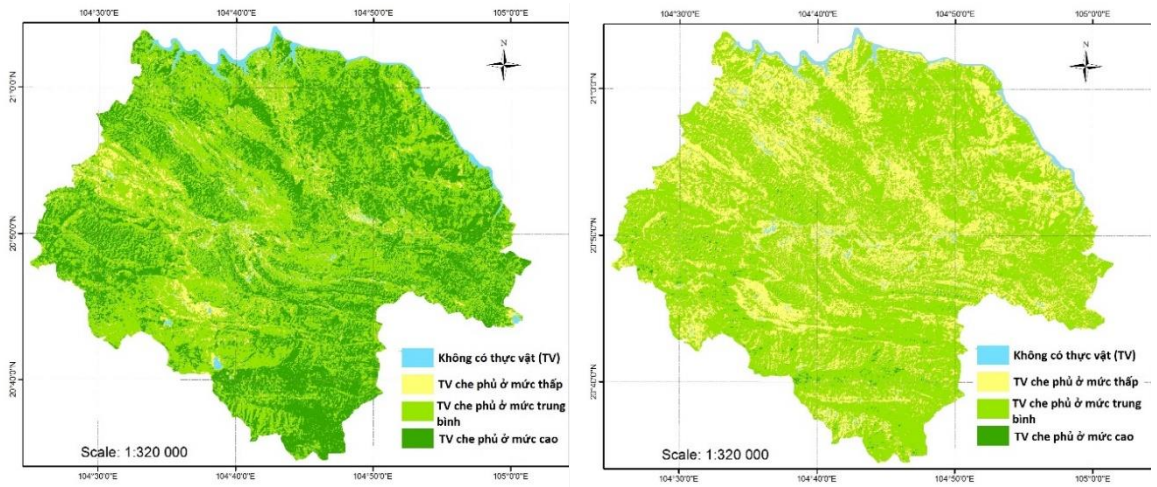 104°30'0"E 104°40'0"E 104°50'0"E 105°0'0"E
N
21°0'0"N
20°50'0"N
20°40'0"N
Không có thực vật (TV)
TV che phủ ở mức thấp
TV che phủ ở mức trung
bình
TV che phủ ở mức cao
Scale: 1:320 000
104°30'0"E 104°40'0"E 104°50'0"E 105°0'0"E
104°30'0"E 104°40'0"E 104°50'0"E 105°0'0"E
N
Không có thực vật (TV)
TV che phủ ở mức thấp
TV che phủ ở mức trung
bình
TV che phủ ở mức cao
Scale: 1:320 000
104°30'0"E 104°40'0"E 104°50'0"E 105°0'0"E